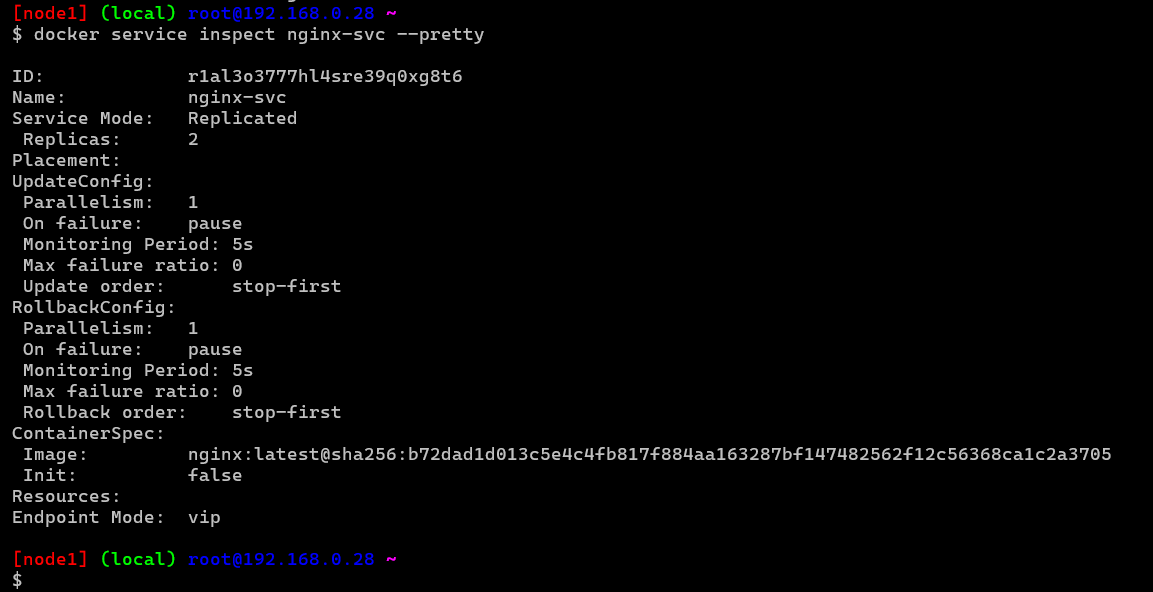 [node1] (local) root@192.168.0.28 ~
$ docker service inspect nginx-svc --pretty
ID: r1al3o3777hl4sre39q0xg8t6
Name: nginx-svc
Service Mode: Replicated
Replicas: 2
Placement:
UpdateConfig:
Parallelism: 1
On failure: pause
Monitoring Period: 5s
Max failure ratio: 0
Update order: stop-first
RollbackConfig:
Parallelism: 1
On failure: pause
Monitoring Period: 5s
Max failure ratio: 0
Rollback order: stop-first
ContainerSpec:
Image: nginx:latest@sha256:b72dad1d013c5e4c4fb817f884aa163287bf147482562f12c56368ca1c2a3705
Init: false
Resources:
Endpoint Mode: vip
[node1] (local) root@192.168.0.28 ~
$